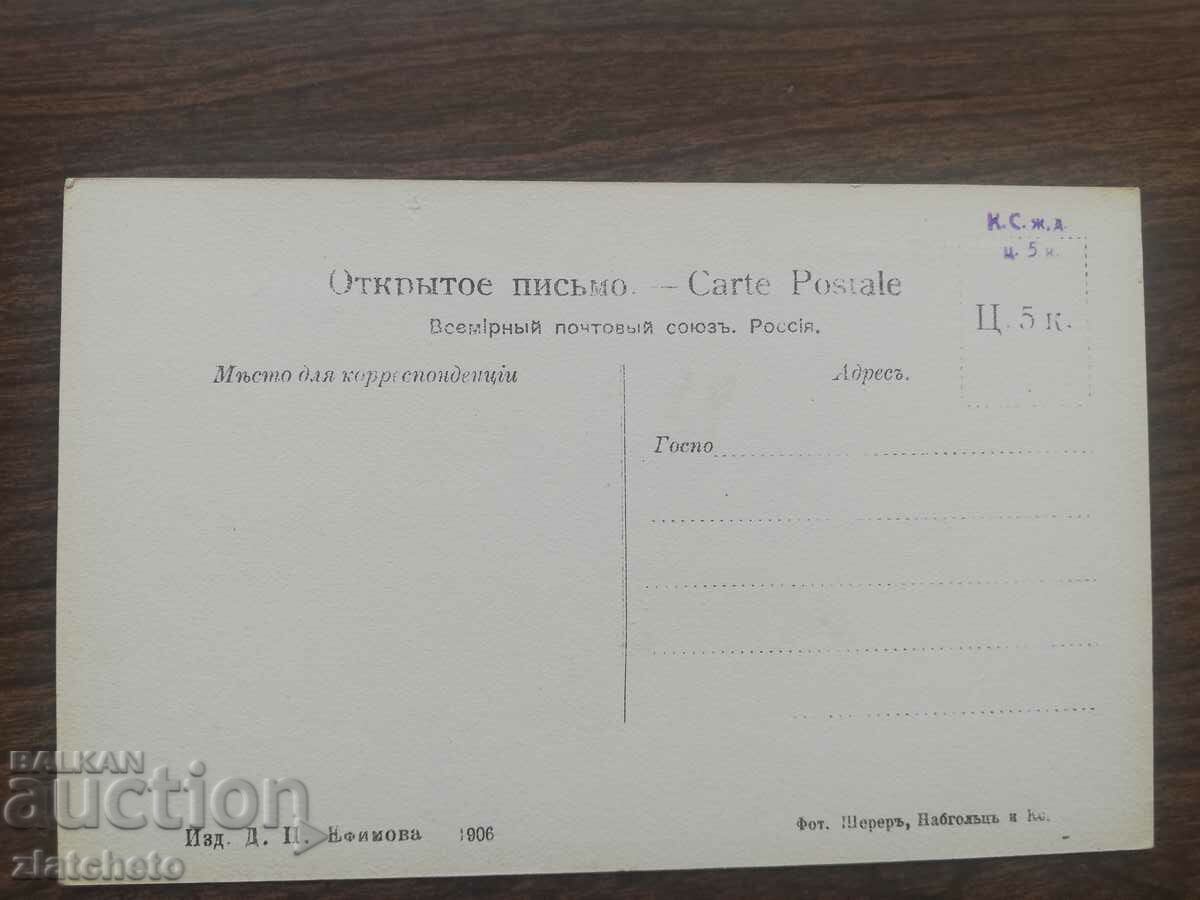 К. С. ж. д.
ц. 5 к.
Открытое письмо. — Carte Postale
Ц. 5 к.
Всемірный почтовый союзъ. Россія.
Мѣсто для корреспонденціи
Адресъ.
Госпо
BALKAN
auction
Изд. Д. П. Ефимова 1906
Фот. Шереръ, Набгольцъ и Ко.
zlatcheto